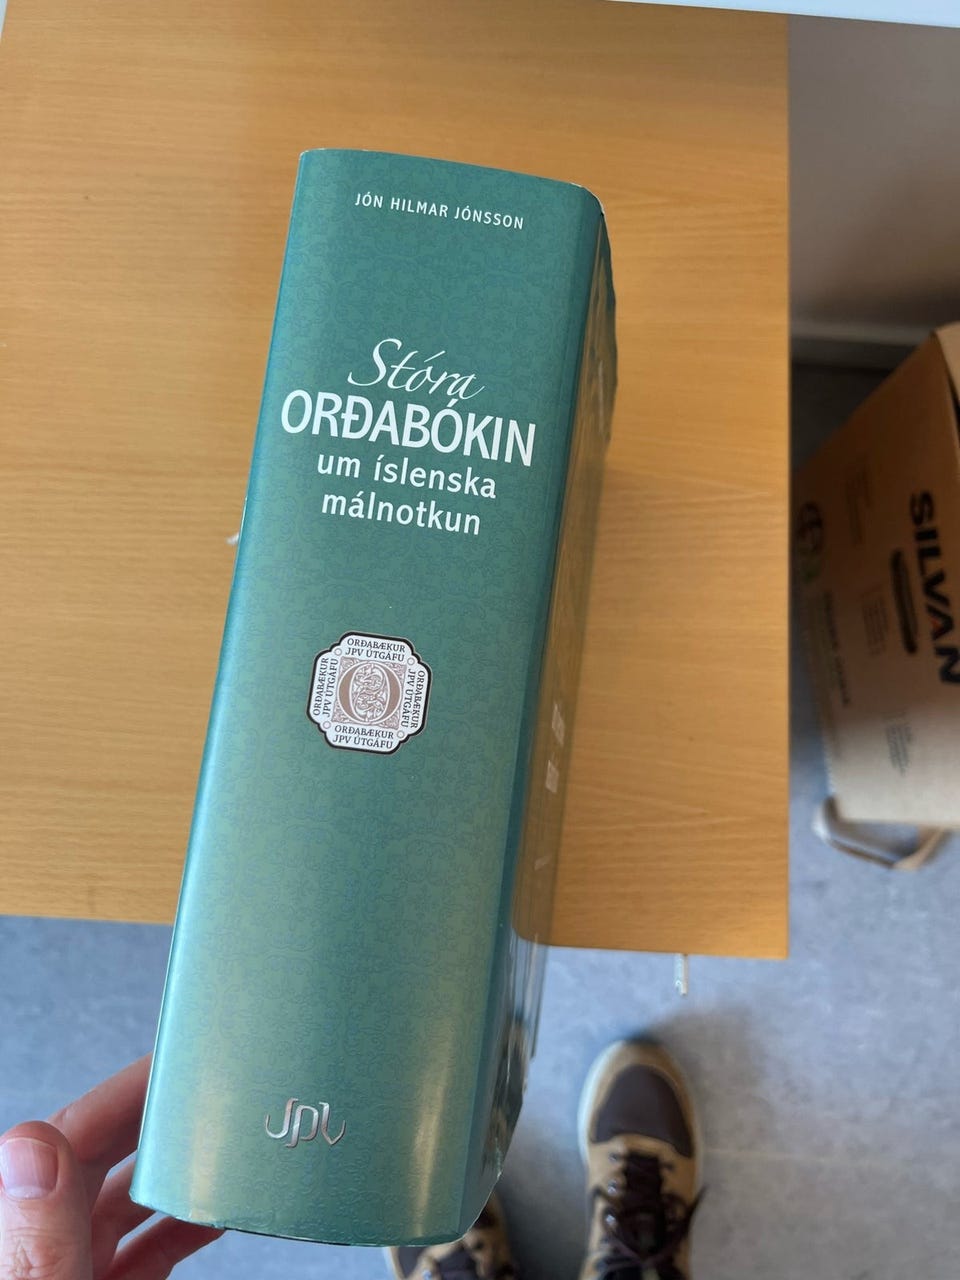 JÓN HILMAR JÓNSSON
Stóra
ORÐABÓKIN
um íslenska
málnotkun
ORÐABÆKUR
JPV ÚTGÁFU
ORÐABÆKUR
JPV ÚTGÁFU
ORÐABÆKUR
JPV ÚTGÁFU
ORÐABÆKUR
JPV ÚTGÁFU
O
JPV
SILVAN